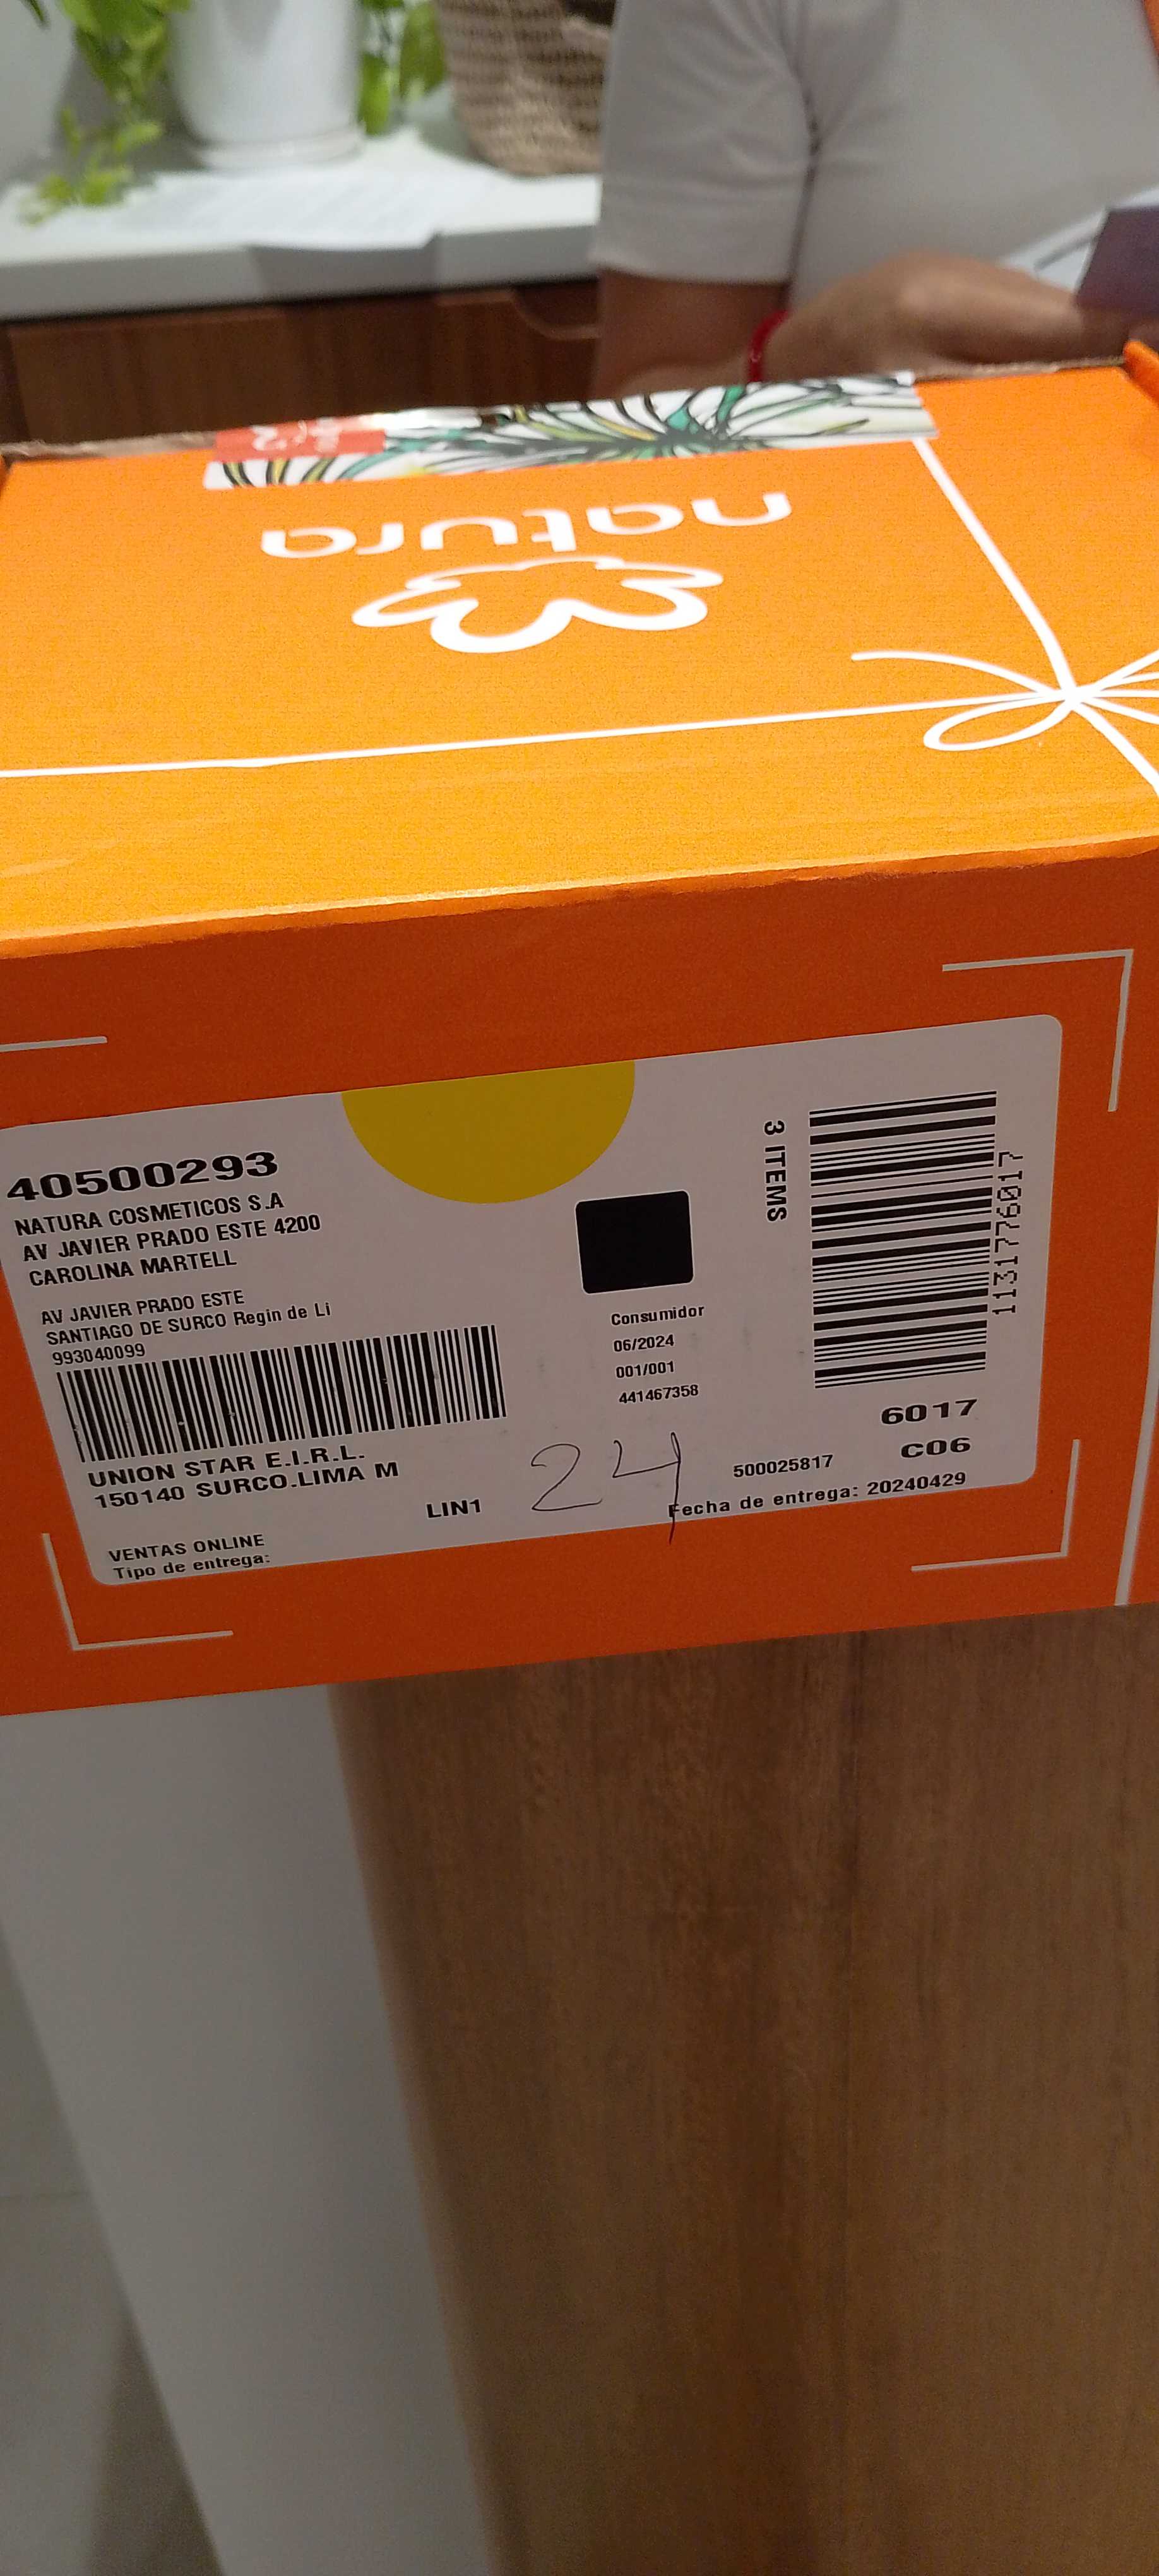 natura
40500293
NATURA COSMETICOS S.A
AV JAVIER PRADO ESTE 4200
CAROLINA MARTELL
AV JAVIER PRADO ESTE
SANTIAGO DE SURCO Regin de Li
993040099
UNION STAR E.I.R.L.
150140 SURCO.LIMA M
LIN1
VENTAS ONLINE
Tipo de entrega:
Consumidor
06/2024
001/001
441467358
24
3 ITEMS
1131776017
6017
C06
500025817
Fecha de entrega: 20240429